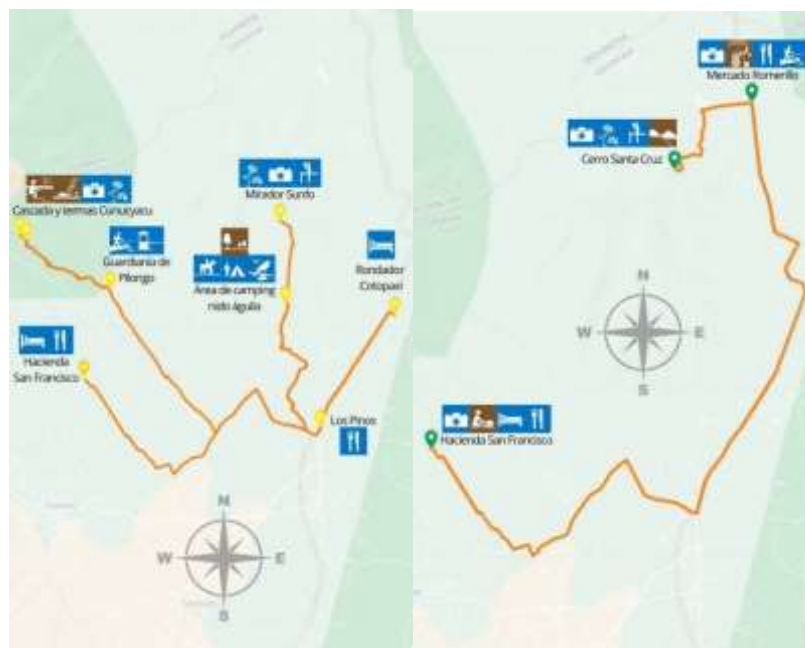 Mirador Sunfo
Cascada y termas Cunucyacu
Guardianía de
Pilongo
Área de camping
nido águila
Rondador
Cotopaxi
Hacienda
San Francisco
Los Pinos
N
W
E
S
Mercado Romerillo
Cerro Santa Cruz
N
W
E
S
Hacienda San Francisco